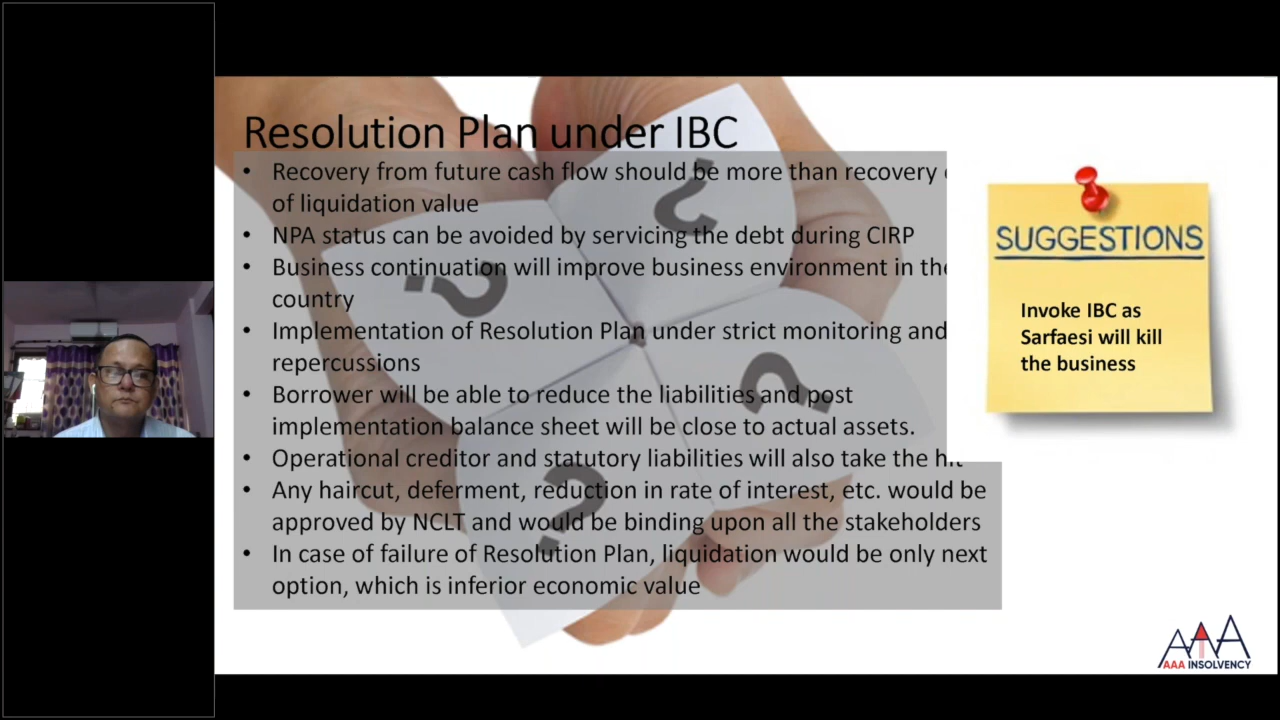 Resolution Plan under IBC
• Recovery from future cash flow should be more than recovery
of liquidation value
• NPA status can be avoided by servicing the debt during CIRP
• Business continuation will improve business environment in the
country
• Implementation of Resolution Plan under strict monitoring and
repercussions
• Borrower will be able to reduce the liabilities and post
implementation balance sheet will be close to actual assets.
• Operational creditor and statutory liabilities will also take the hit
• Any haircut, deferment, reduction in rate of interest, etc. would be
approved by NCLT and would be binding upon all the stakeholders
• In case of failure of Resolution Plan, liquidation would be only next
option, which is inferior economic value
SUGGESTIONS
Invoke IBC as
Sarfaesi will kill
the business
AAA
AAA INSOLVENCY